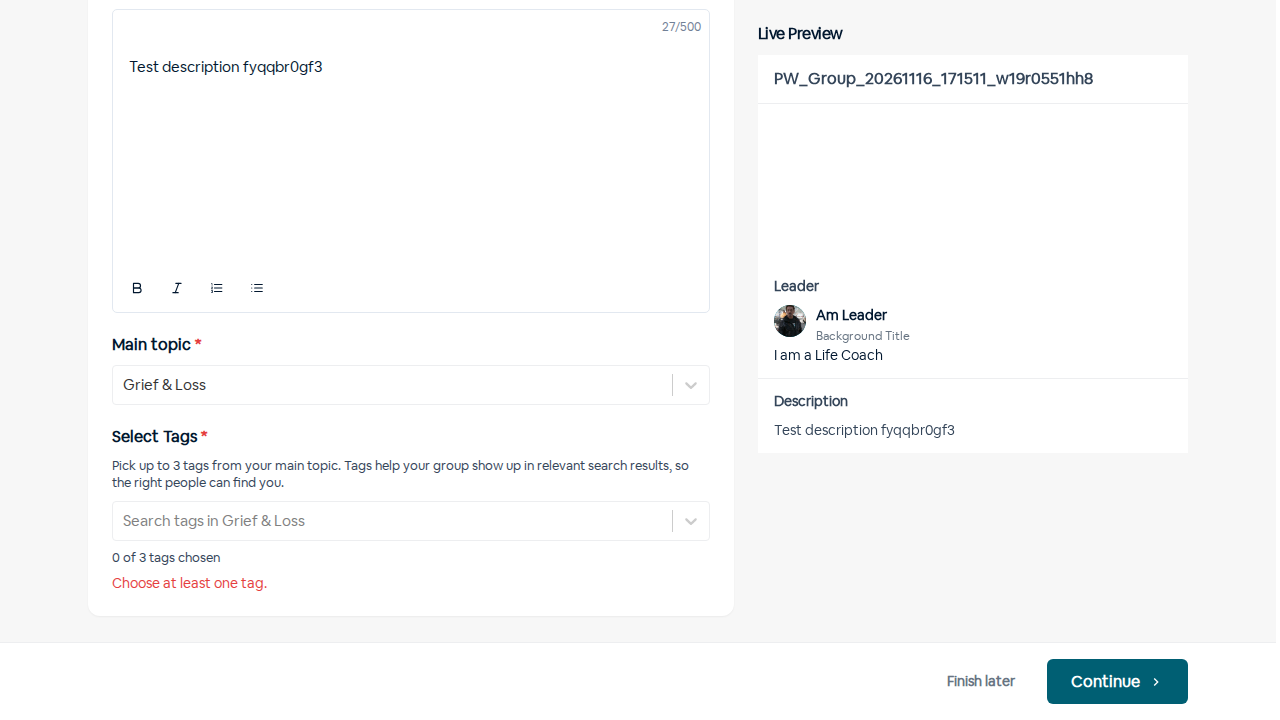 27/500
Test description fyqqbr0gf3
Main topic *
Grief & Loss
Select Tags *
Pick up to 3 tags from your main topic. Tags help your group show up in relevant search results, so
the right people can find you.
Search tags in Grief & Loss
0 of 3 tags chosen
Choose at least one tag.
Live Preview
PW_Group_20261116_171511_w19r0551hh8
Leader
Am Leader
Background Title
I am a Life Coach
Description
Test description fyqqbr0gf3
Finish later
Continue